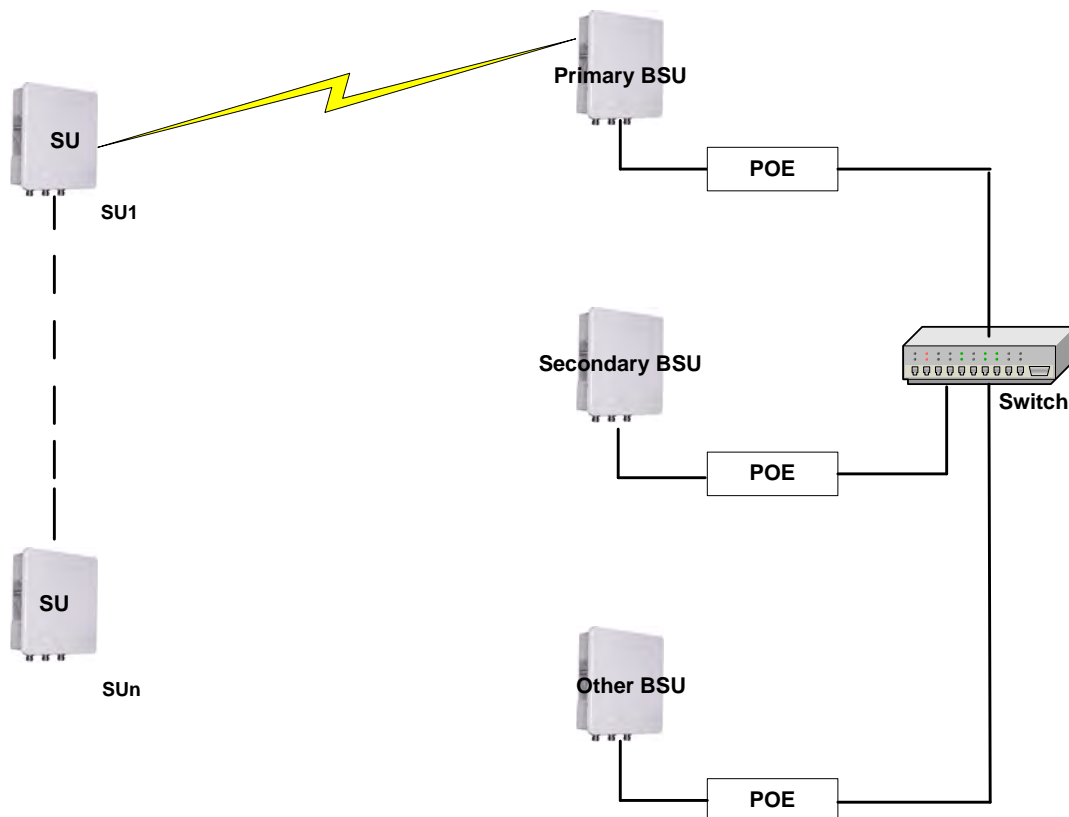 Primary BSU
SU
POE
SU1
Secondary BSU
Switch
POE
SU
SUn
Other BSU
POE